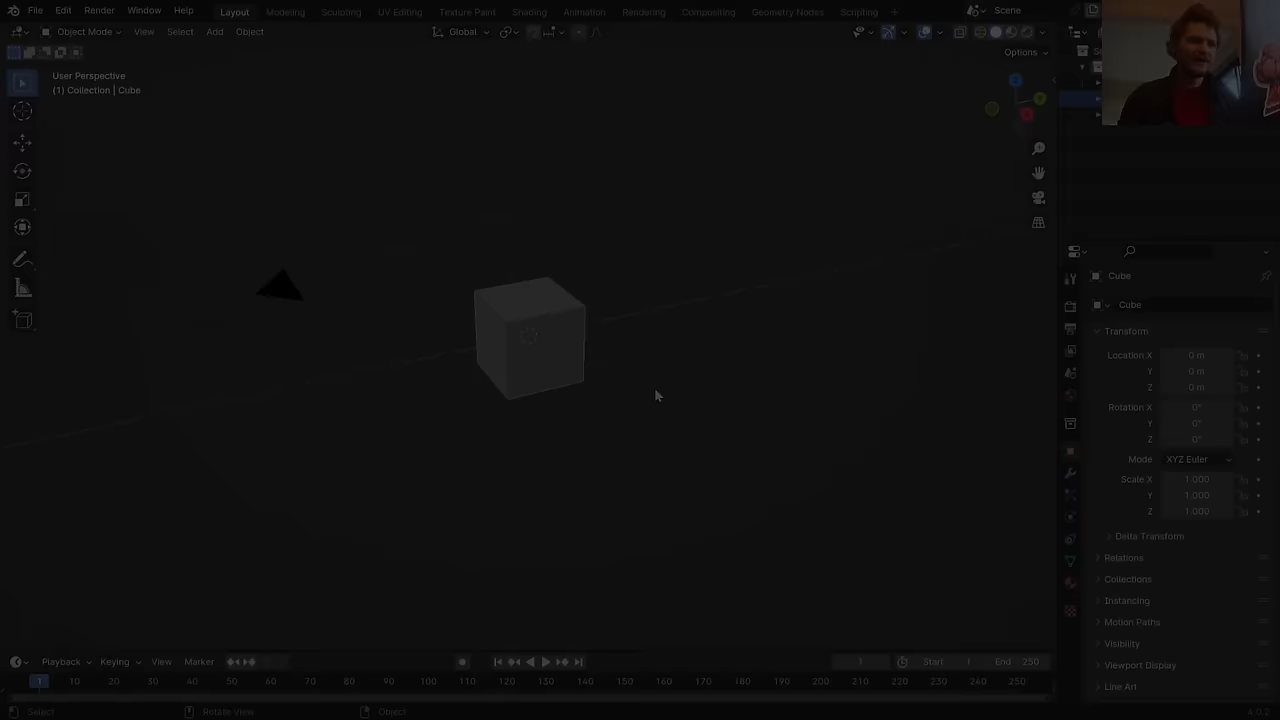 File Edit Render Window Help Layout Modeling Sculpting UV Editing Texture Paint Shading Animation Rendering Compositing Geometry Nodes Scripting + Scene
Object Mode View Select Add Object Global
Options
User Perspective
(1) Collection | Cube
Cube
Cube
Transform
Location X 0 m
Y 0 m
Z 0 m
Rotation X 0°
Y 0°
Z 0°
Mode XYZ Euler
Scale X 1.000
Y 1.000
Z 1.000
Delta Transform
Relations
Collections
Instancing
Motion Paths
Visibility
Viewport Display
Line Art
Playback Keying View Marker 1 Start 1 End 250
1 10 20 30 40 50 60 70 80 90 100 110 120 130 140 150 160 170 180 190 200 210 220 230 240 250
Select Rotate View Object 4.0.2